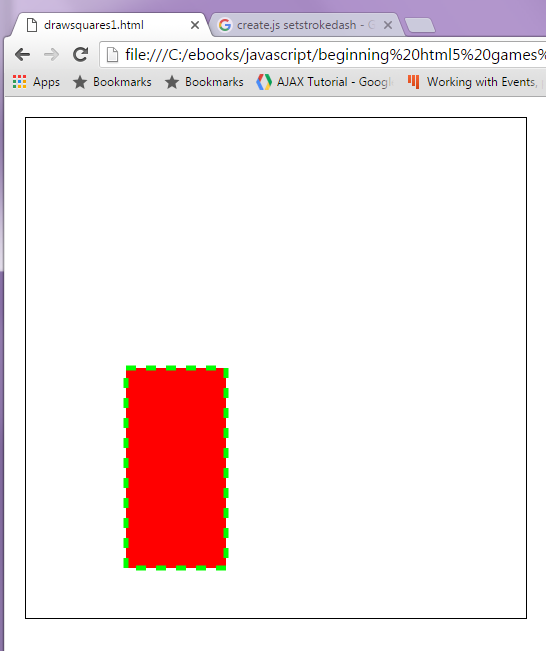 drawsquares1.html create.js setstrokedash - G
file:///C:/ebooks/javascript/beginning%20html5%20games%
Apps Bookmarks Bookmarks AJAX Tutorial - Google Working with Events,